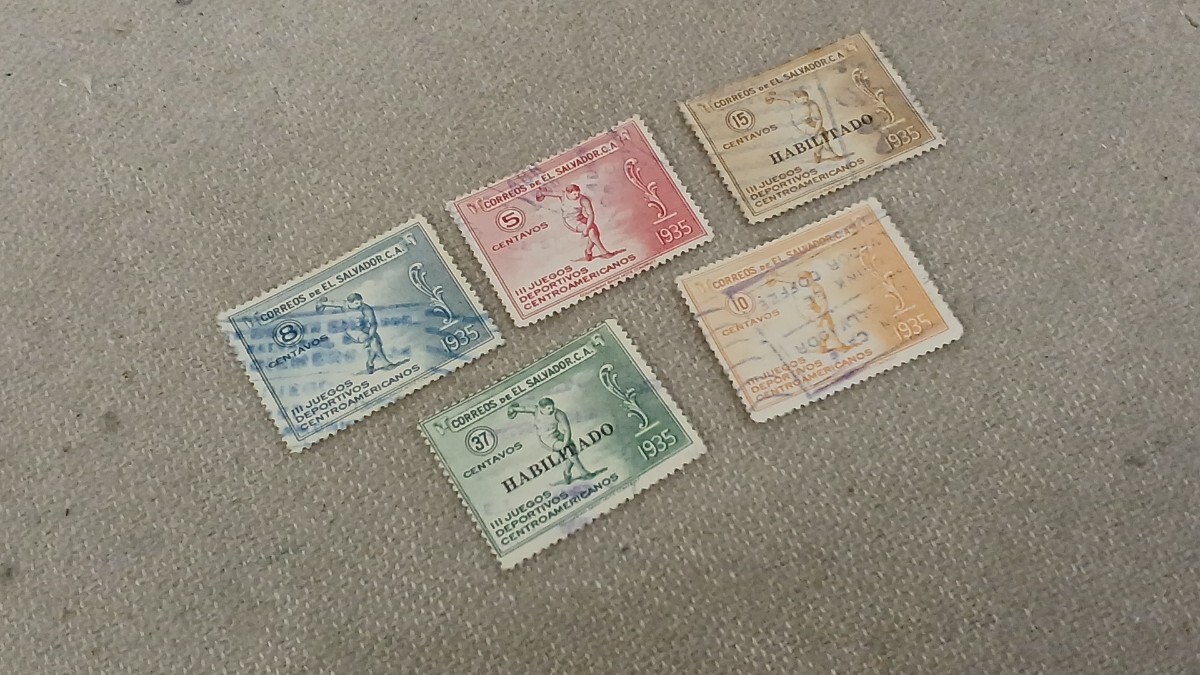 CORREOS DE EL SALVADOR.C.A.
15
CENTAVOS
HABILITADO
1935
III JUEGOS
DEPORTIVOS
CENTROAMERICANOS
CORREOS DE EL SALVADOR.C.A.
5
CENTAVOS
1935
III JUEGOS
DEPORTIVOS
CENTROAMERICANOS
CORREOS DE EL SALVADOR.C.A.
10
CENTAVOS
1935
III JUEGOS
DEPORTIVOS
CENTROAMERICANOS
CORREOS DE EL SALVADOR.C.A.
8
CENTAVOS
1935
III JUEGOS
DEPORTIVOS
CENTROAMERICANOS
CORREOS DE EL SALVADOR.C.A.
37
CENTAVOS
HABILITADO
1935
III JUEGOS
DEPORTIVOS
CENTROAMERICANOS